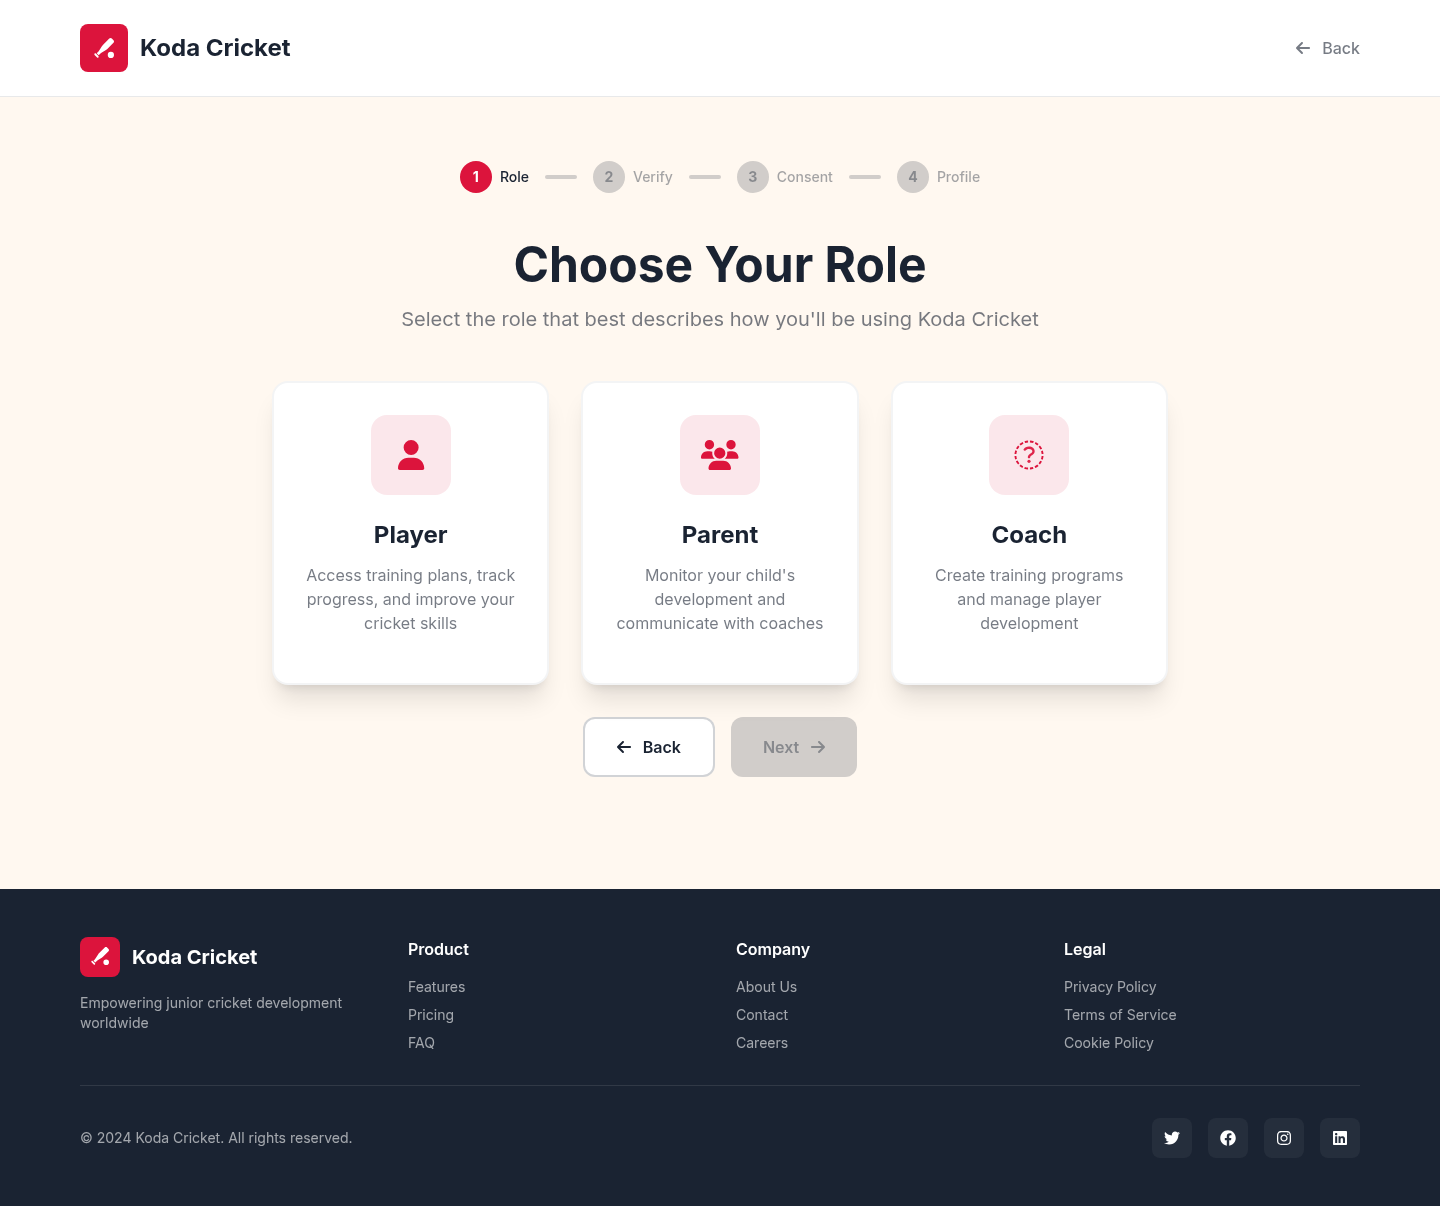 Koda Cricket
Back
1 Role
2 Verify
3 Consent
4 Profile
Choose Your Role
Select the role that best describes how you'll be using Koda Cricket
Player
Access training plans, track
progress, and improve your
cricket skills
Parent
Monitor your child's
development and
communicate with coaches
?
Coach
Create training programs
and manage player
development
Back
Next
Koda Cricket
Empowering junior cricket development
worldwide
Product
Features
Pricing
FAQ
Company
About Us
Contact
Careers
Legal
Privacy Policy
Terms of Service
Cookie Policy
© 2024 Koda Cricket. All rights reserved.